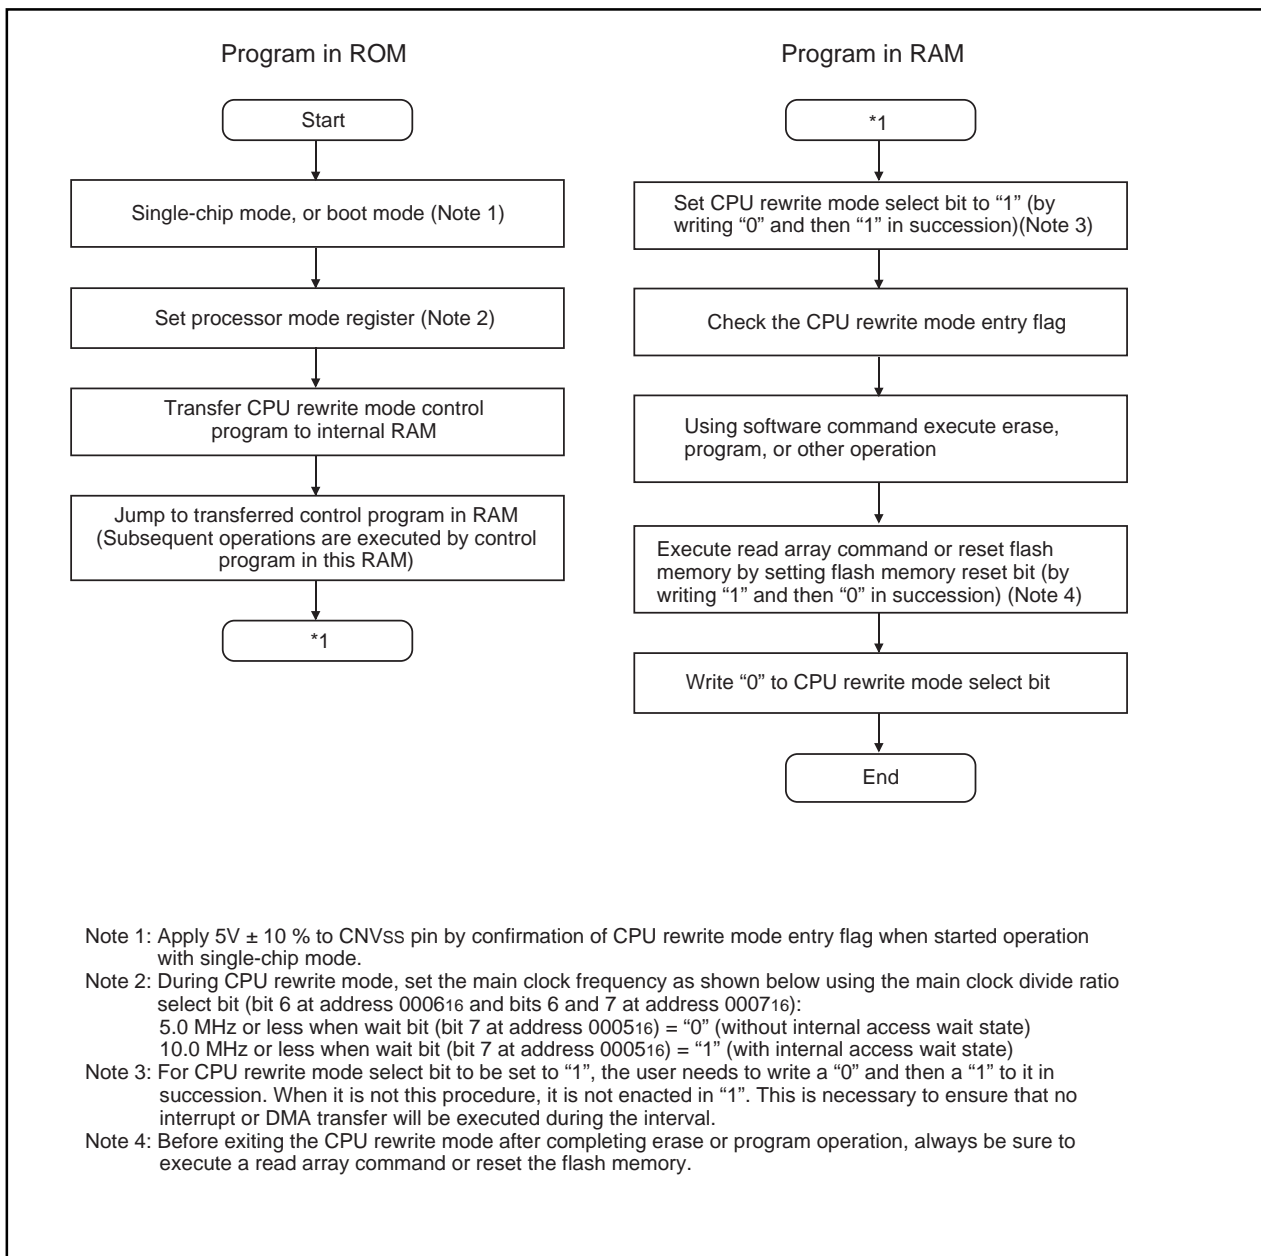 Program in ROM
Start
Single-chip mode, or boot mode (Note 1)
Set processor mode register (Note 2)
Transfer CPU rewrite mode control
program to internal RAM
Jump to transferred control program in RAM
(Subsequent operations are executed by control
program in this RAM)
*1
Program in RAM
*1
Set CPU rewrite mode select bit to “1” (by
writing “0” and then “1” in succession)(Note 3)
Check the CPU rewrite mode entry flag
Using software command execute erase,
program, or other operation
Execute read array command or reset flash
memory by setting flash memory reset bit (by
writing “1” and then “0” in succession) (Note 4)
Write “0” to CPU rewrite mode select bit
End
Note 1: Apply 5V ± 10 % to CNVSS pin by confirmation of CPU rewrite mode entry flag when started operation
with single-chip mode.
Note 2: During CPU rewrite mode, set the main clock frequency as shown below using the main clock divide ratio
select bit (bit 6 at address 000616 and bits 6 and 7 at address 000716):
5.0 MHz or less when wait bit (bit 7 at address 000516) = “0” (without internal access wait state)
10.0 MHz or less when wait bit (bit 7 at address 000516) = “1” (with internal access wait state)
Note 3: For CPU rewrite mode select bit to be set to “1”, the user needs to write a “0” and then a “1” to it in
succession. When it is not this procedure, it is not enacted in “1”. This is necessary to ensure that no
interrupt or DMA transfer will be executed during the interval.
Note 4: Before exiting the CPU rewrite mode after completing erase or program operation, always be sure to
execute a read array command or reset the flash memory.